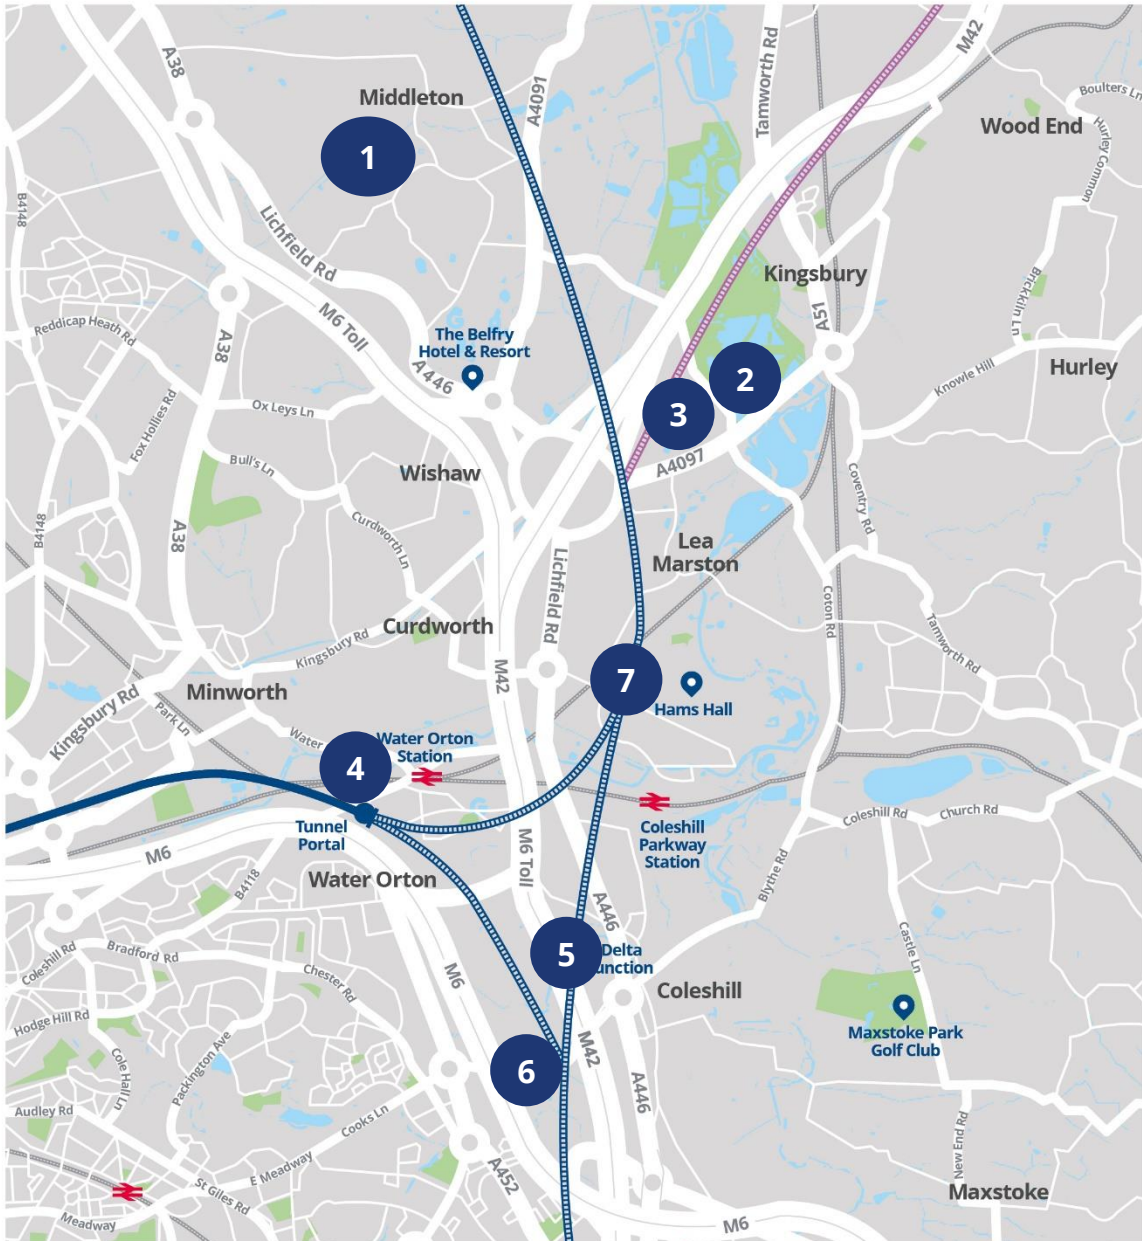 A38
Middleton
A4091
Tamworth Rd
M42
Wood End
Boulters Ln
Hurley Common
1
B4148
Lichfield Rd
Kingsbury
Bricklin Ln
A51
Reddicap Heath Rd
A38
M6 Toll
The Belfry
Hotel & Resort
A446
2
Knowle Hill
Hurley
3
Ox Leys Ln
Fox Hollies Rd
Bull's Ln
Wishaw
A4097
Coventry Rd
B4148
A38
Curdworth Ln
Lea
Marston
Lichfield Rd
Coton Rd
Tamworth Rd
Curdworth
Kingsbury Rd
M42
7
Minworth
Hams Hall
Kingsbury Rd
Park Ln
Water
Water Orton
Station
4
Tunnel
Portal
Coleshill
Parkway
Station
Coleshill Rd
Church Rd
M6
M6 Toll
B4118
Water Orton
Blythe Rd
A446
Castle Ln
Coleshill Rd
Bradford Rd
5
Delta
unction
Chester Rd
M6
Coleshill
Hodge Hill Rd
Maxstoke Park
Golf Club
Cole Hall Ln
Packington Ave
6
M42
A446
Audley Rd
Cooks Ln
New End Rd
E Meadway
A452
St Giles Rd
Maxstoke
Meadway
M6